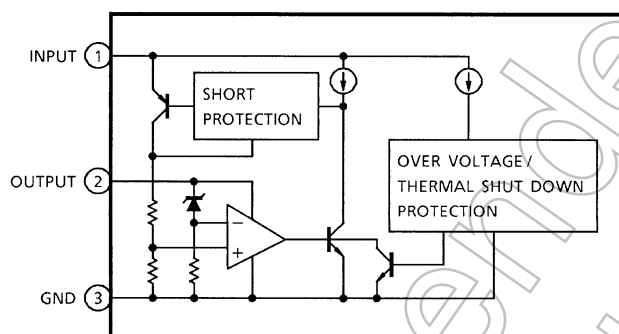 INPUT 1
SHORT
PROTECTION
OVER VOLTAGE/
THERMAL SHUT DOWN
PROTECTION
OUTPUT 2
−
+
GND 3